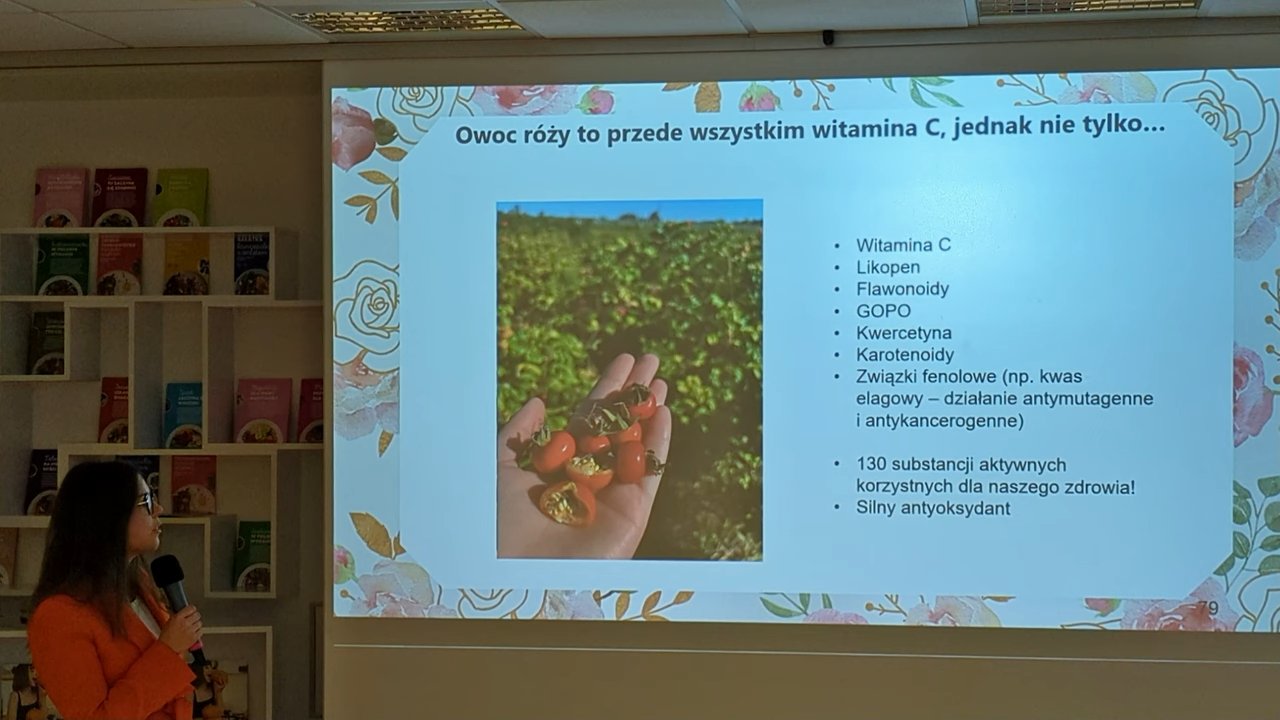 Owoc róży to przede wszystkim witamina C, jednak nie tylko...
• Witamina C
• Likopen
• Flawonoidy
• GOPO
• Kwercetyna
• Karotenoidy
• Związki fenolowe (np. kwas
elagowy – działanie antymutagenne
i antykancerogenne)
• 130 substancji aktywnych
korzystnych dla naszego zdrowia!
• Silny antyoksydant
79